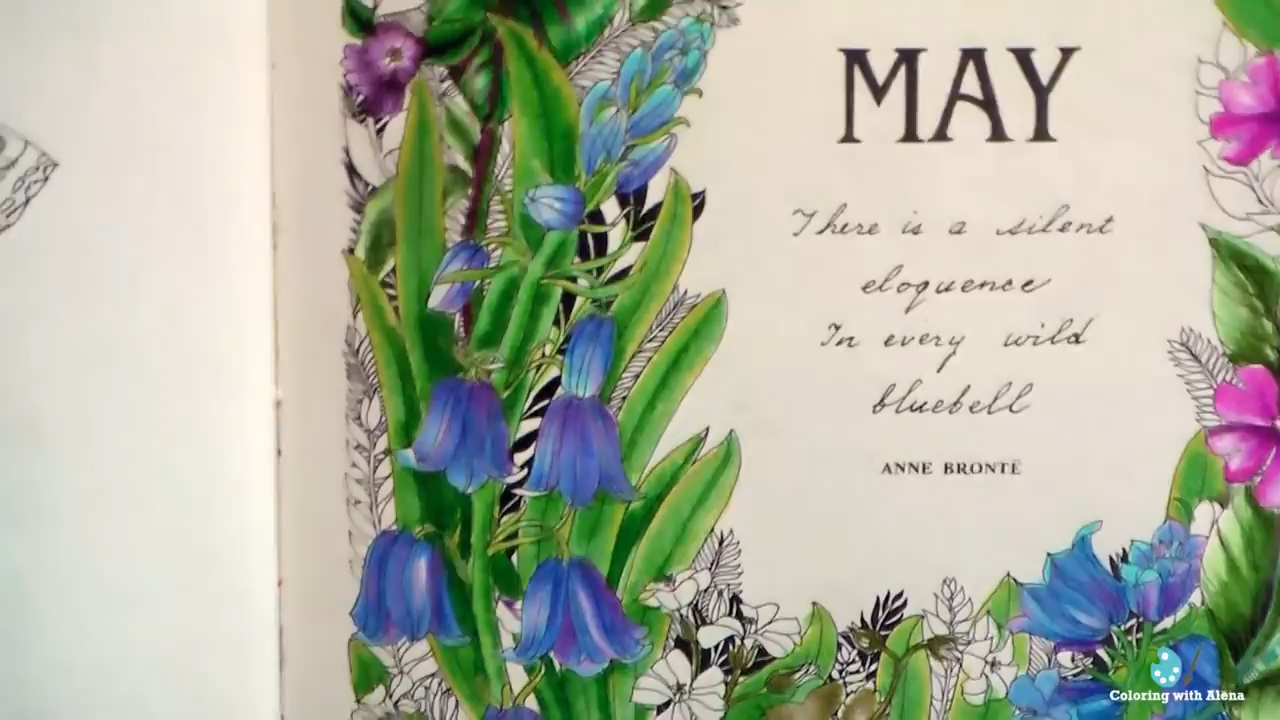 MAY
There is a silent
eloquence
In every wild
bluebell
ANNE BRONTË
Coloring with Alena